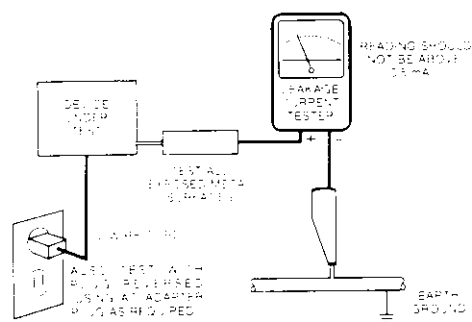 DEVICE
UNDER
TEST
LEAKAGE
CURRENT
TESTER
+ -
READING SHOULD
NOT BE ABOVE
0.5 mA
TEST ALL
EXPOSED METAL
SURFACES
ALSO TEST WITH
PLUG REVERSED
USING AC ADAPTER
PLUG AS REQUIRED
EARTH
GROUND